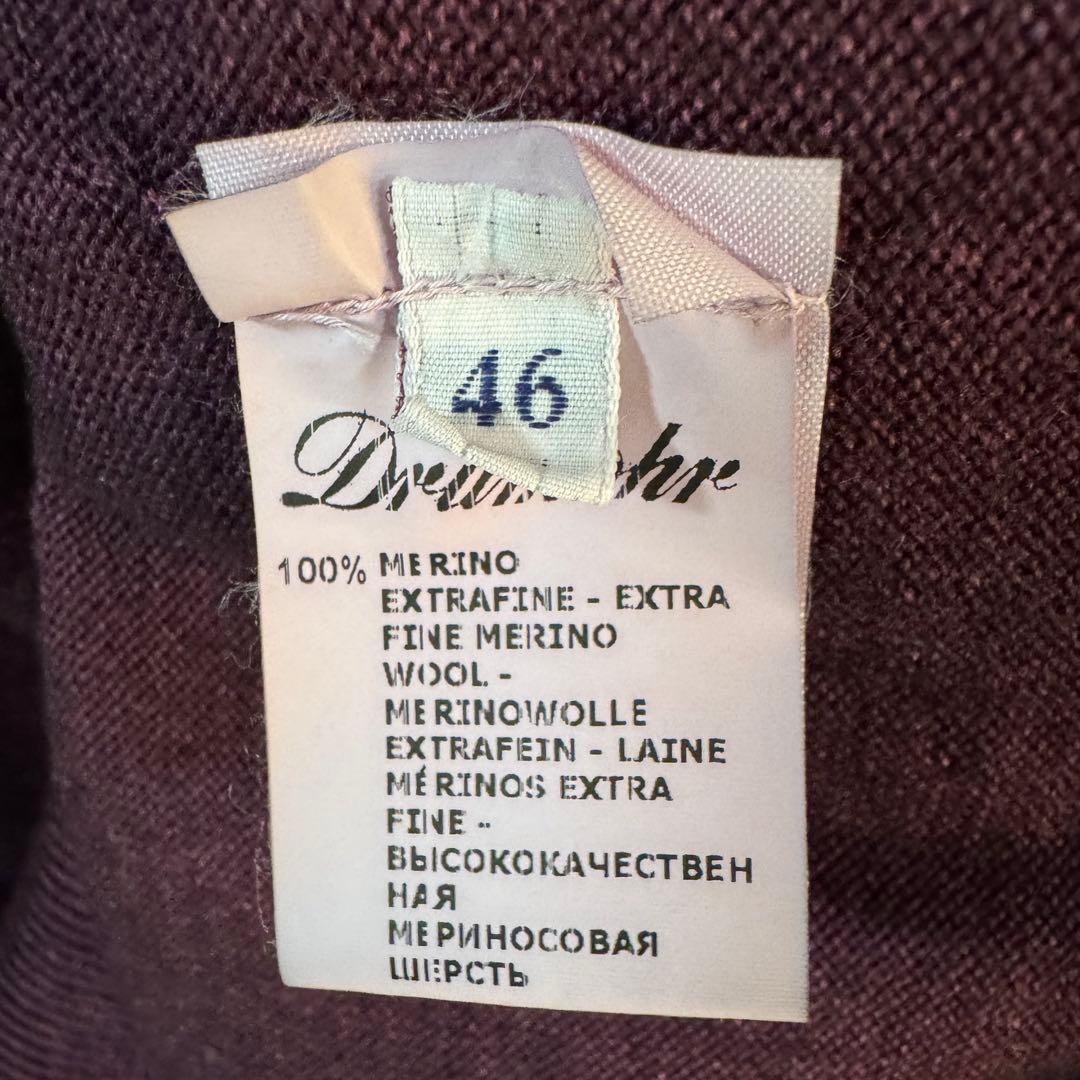 46
100% MERINO
EXTRAFINE - EXTRA
FINE MERINO
WOOL -
MERINOWOLLE
EXTRAFEIN - LAINE
MÉRINOS EXTRA
FINE -
ВЫСОКОКАЧЕСТВЕН
НАЯ
МЕРИНОСОВАЯ
ШЕРСТЬ